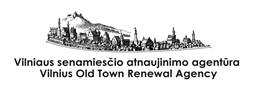 Vilniaus senamiesčio atnaujinimo agentūra
Vilnius Old Town Renewal Agency